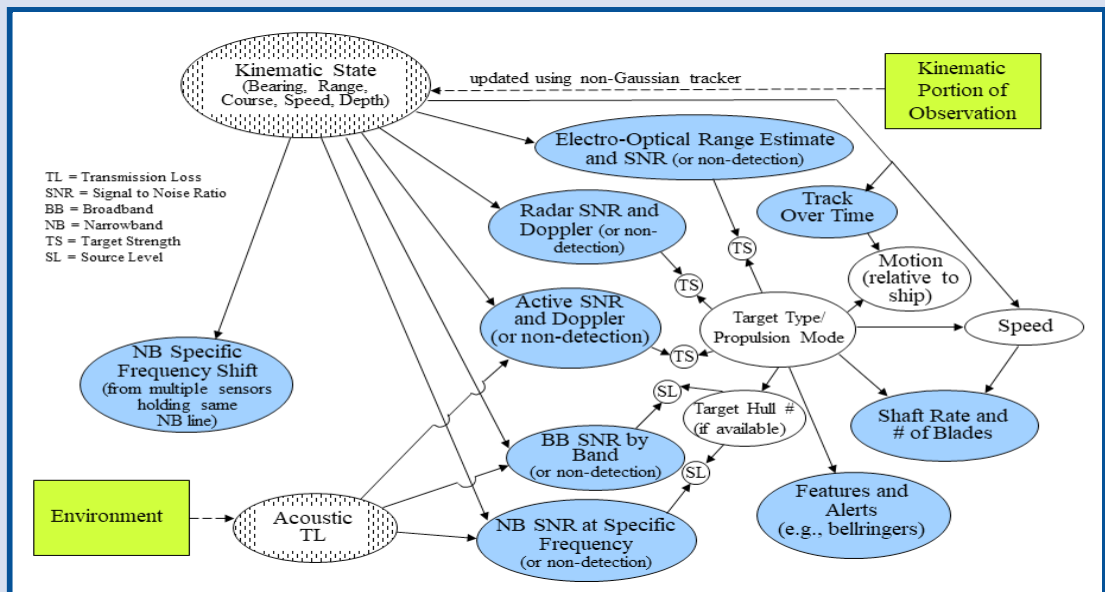 Kinematic State
(Bearing, Range,
Course, Speed, Depth)
updated using non-Gaussian tracker
Kinematic
Portion of
Observation
Electro-Optical Range Estimate
and SNR (or non-detection)
TL = Transmission Loss
SNR = Signal to Noise Ratio
BB = Broadband
NB = Narrowband
TS = Target Strength
SL = Source Level
Track
Over Time
Radar SNR and
Doppler (or non-
detection)
TS
Motion
(relative to
ship)
TS
Active SNR
and Doppler
(or non-detection)
Target Type/
Propulsion Mode
Speed
TS
NB Specific
Frequency Shift
(from multiple sensors
holding same
NB line)
SL
Target Hull #
(if available)
Shaft Rate and
# of Blades
BB SNR by
Band
(or non-detection)
SL
Environment
Acoustic
TL
NB SNR at Specific
Frequency
(or non-detection)
Features and
Alerts
(e.g., bellringers)